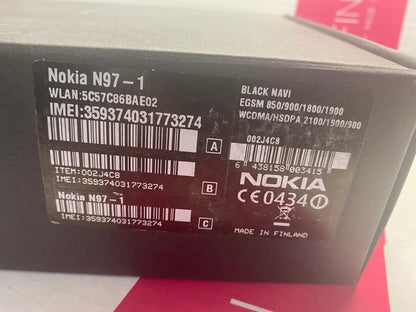 Nokia N97-1
WLAN:5C57C86BAE02
IMEI:359374031773274
A
ITEM:002J4C8
IMEI:359374031773274
B
Nokia N97-1
IMEI:359374031773274
C
BLACK NAVI
EGSM 850/900/1800/1900
WCDMA/HSDPA 2100/1900/900
002J4C8
6 438158 003415
NOKIA
CE0434
MADE IN FINLAND
FIN